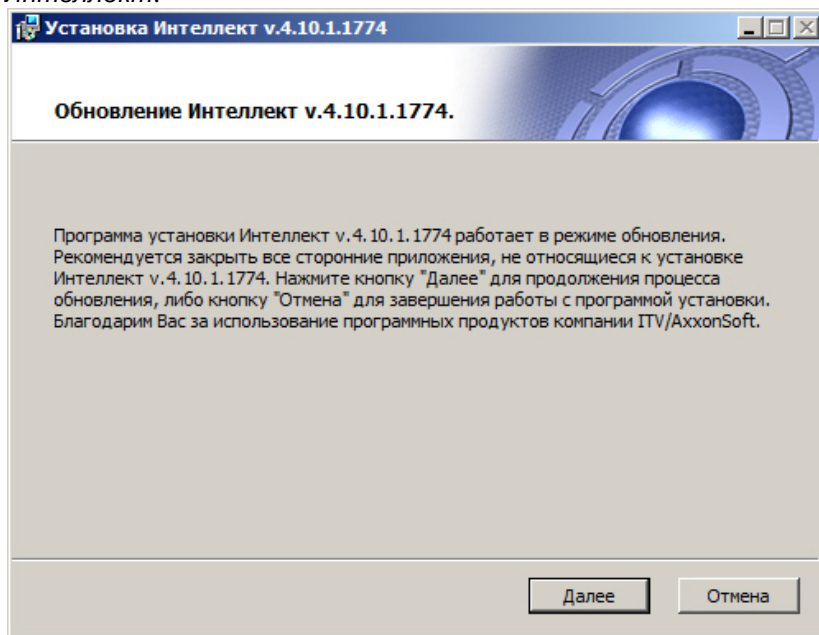 Интеллект.
Установка Интеллект v.4.10.1.1774
Обновление Интеллект v.4.10.1.1774.
Программа установки Интеллект v.4.10.1.1774 работает в режиме обновления.
Рекомендуется закрыть все сторонние приложения, не относящиеся к установке
Интеллект v.4.10.1.1774. Нажмите кнопку "Далее" для продолжения процесса
обновления, либо кнопку "Отмена" для завершения работы с программой установки.
Благодарим Вас за использование программных продуктов компании ITV/AxxonSoft.
Далее
Отмена